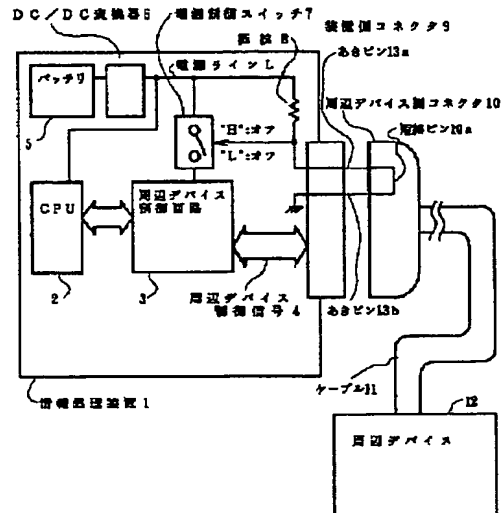 DC/DC変換器6
電源制御スイッチ7
抵抗8
装置側コネクタ9
電源ラインL
あきピン13a
周辺デバイス側コネクタ10
短絡ピン10a
バッテリ
5
"H":オフ
"L":オフ
CPU
2
周辺デバイス
制御回路
3
周辺デバイス
制御信号4
あきピン13b
情報処理装置1
ケーブル11
12
周辺デバイス